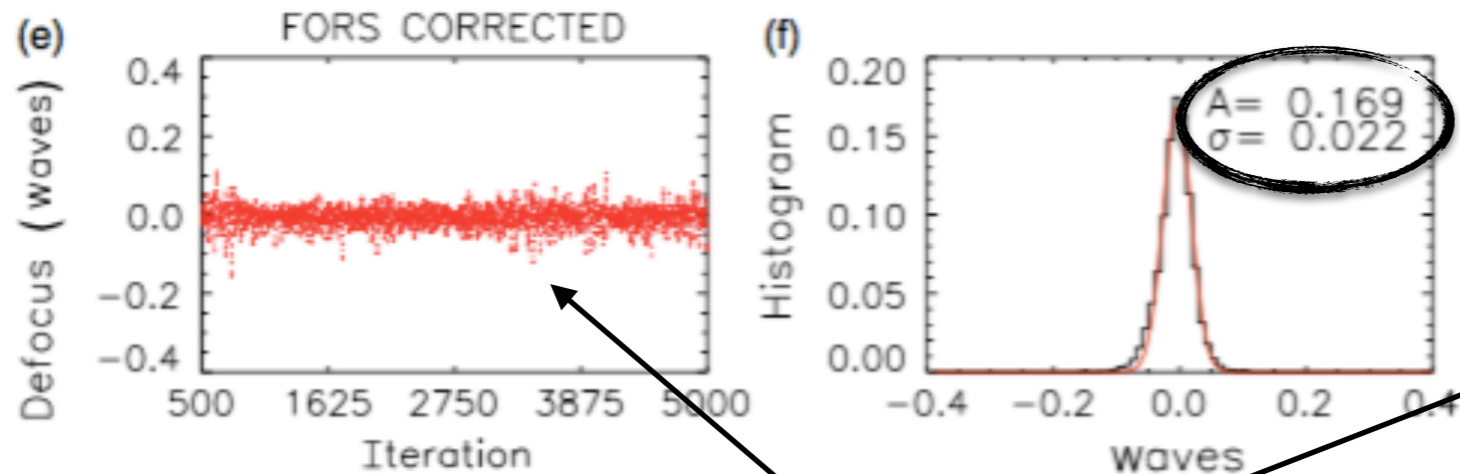 (e)
FORS CORRECTED
Defocus (waves)
0.4
0.2
0.0
−0.2
−0.4
500 1625 2750 3875 5000
Iteration
(f)
Histogram
0.20
0.15
0.10
0.05
0.00
A= 0.169
σ= 0.022
−0.4 −0.2 0.0 0.2 0.4
Waves